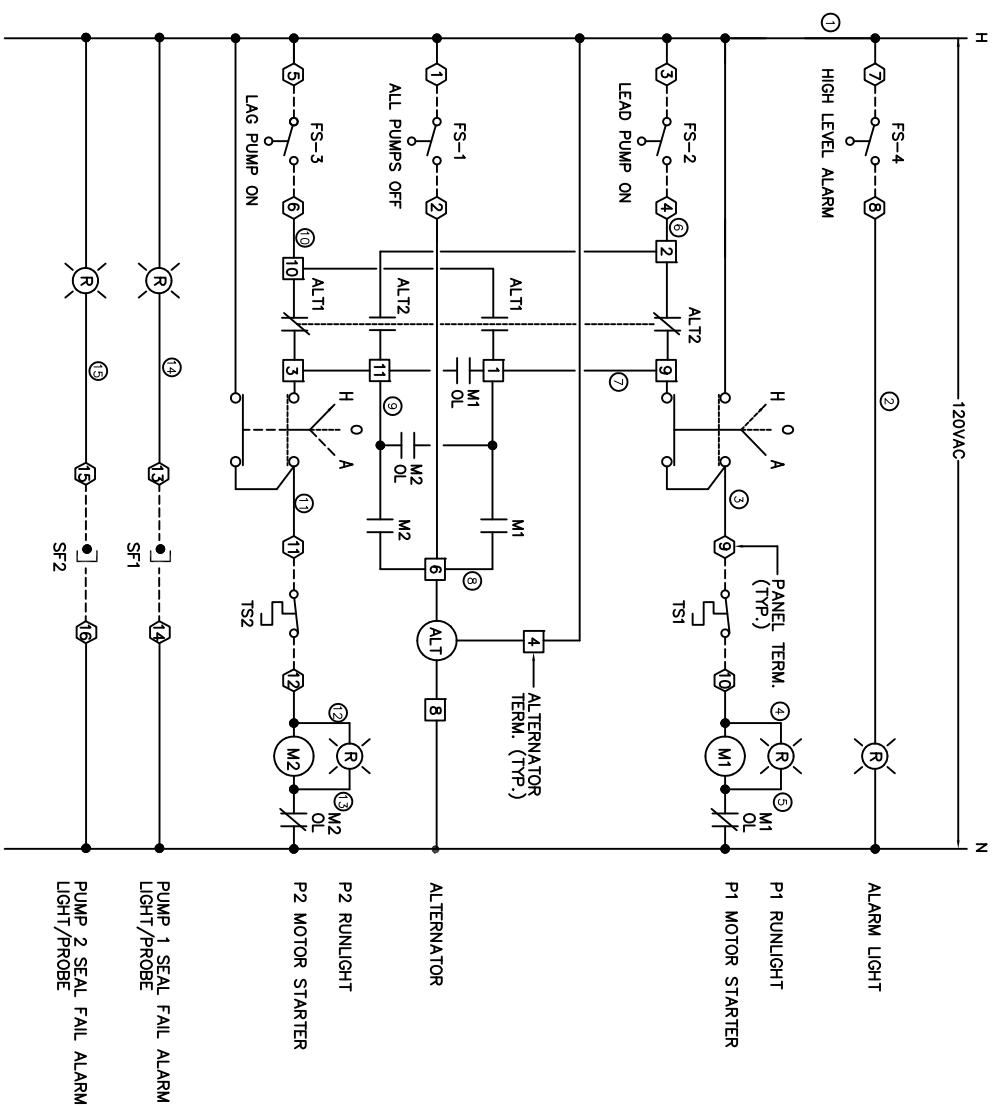 H
120VAC
N
1
7
FS-4
HIGH LEVEL ALARM
8
2
R
ALARM LIGHT
H
O
A
3
9
PANEL TERM.
(TYP.)
TS1
10
4
R
5
M1
M1
OL
P1 RUNLIGHT
P1 MOTOR STARTER
3
FS-2
LEAD PUMP ON
4
6
2
ALT2
9
7
4
ALTERNATOR
TERM. (TYP.)
ALT1
1
M1
OL
M1
8
1
FS-1
ALL PUMPS OFF
2
6
ALT
8
ALTERNATOR
ALT2
11
9
M2
OL
M2
5
FS-3
LAG PUMP ON
6
10
10
ALT1
3
H
O
A
11
11
TS2
12
12
R
13
M2
M2
OL
P2 RUNLIGHT
P2 MOTOR STARTER
R
14
13
SF1
14
PUMP 1 SEAL FAIL ALARM
LIGHT/PROBE
R
15
15
SF2
16
PUMP 2 SEAL FAIL ALARM
LIGHT/PROBE